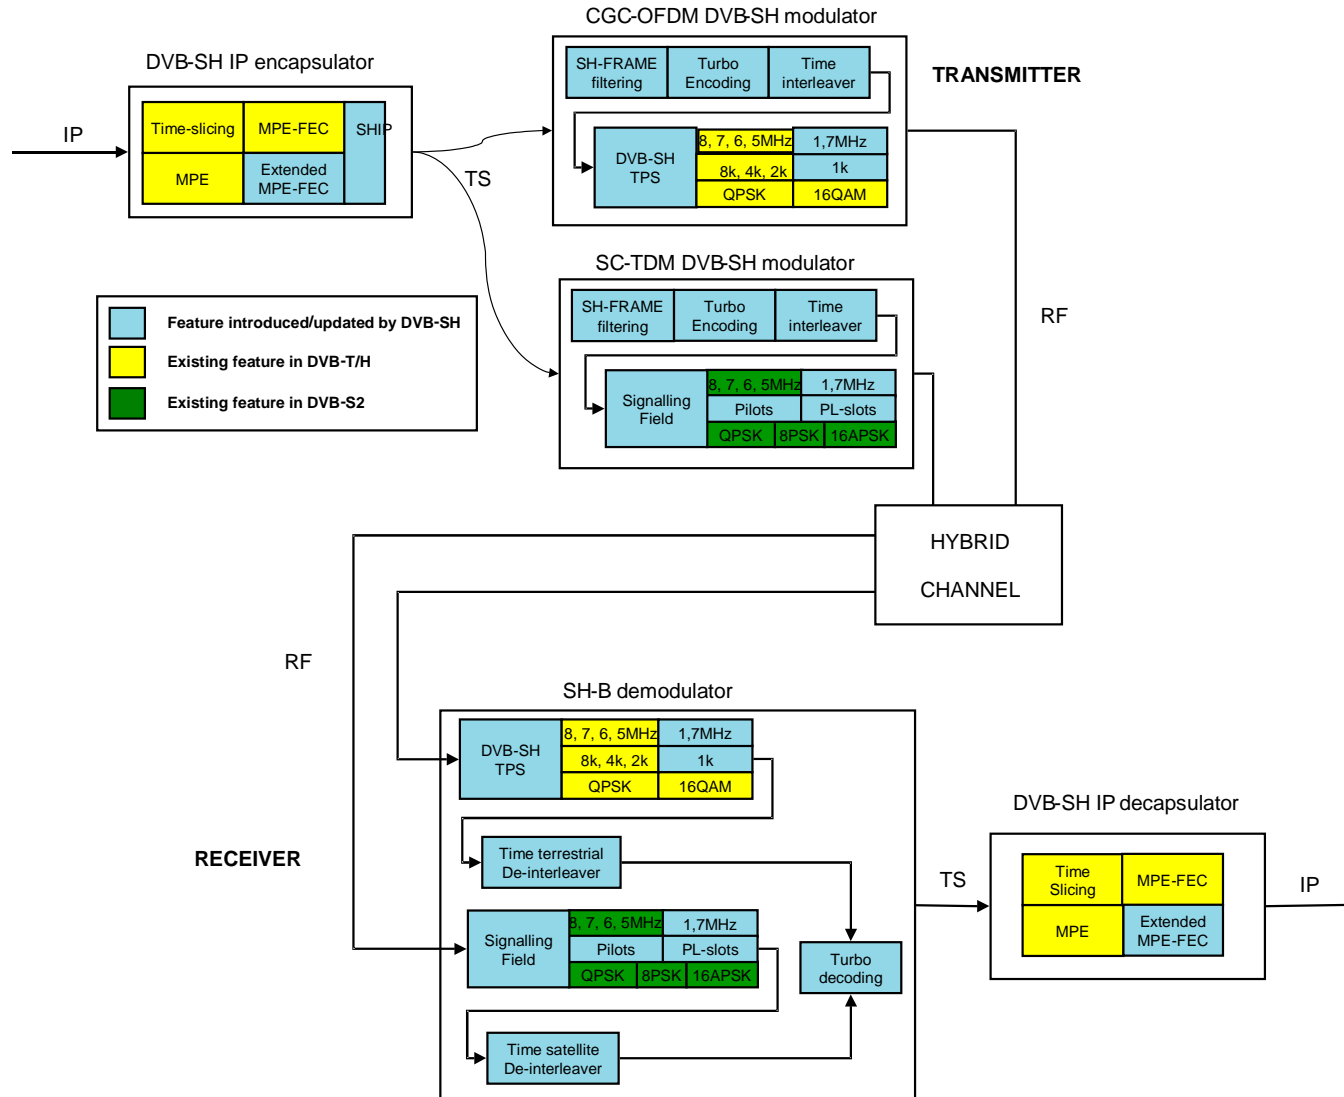 CGC-OFDM DVB-SH modulator
DVB-SH IP encapsulator
SH-FRAME
filtering
Turbo
Encoding
Time
interleaver
TRANSMITTER
IP
Time-slicing
MPE-FEC
SHIP
MPE
Extended
MPE-FEC
TS
DVB-SH
TPS
8, 7, 6, 5MHz
1,7MHz
8k, 4k, 2k
1k
QPSK
16QAM
SC-TDM DVB-SH modulator
SH-FRAME
filtering
Turbo
Encoding
Time
interleaver
RF
Feature introduced/updated by DVB-SH
Existing feature in DVB-T/H
Existing feature in DVB-S2
Signalling
Field
8, 7, 6, 5MHz
1,7MHz
Pilots
PL-slots
QPSK
8PSK
16APSK
HYBRID
CHANNEL
RF
SH-B demodulator
DVB-SH
TPS
8, 7, 6, 5MHz
1,7MHz
8k, 4k, 2k
1k
QPSK
16QAM
DVB-SH IP decapsulator
RECEIVER
Time terrestrial
De-interleaver
TS
Time
Slicing
MPE-FEC
MPE
Extended
MPE-FEC
IP
Signalling
Field
8, 7, 6, 5MHz
1,7MHz
Pilots
PL-slots
QPSK
8PSK
16APSK
Turbo
decoding
Time satellite
De-interleaver